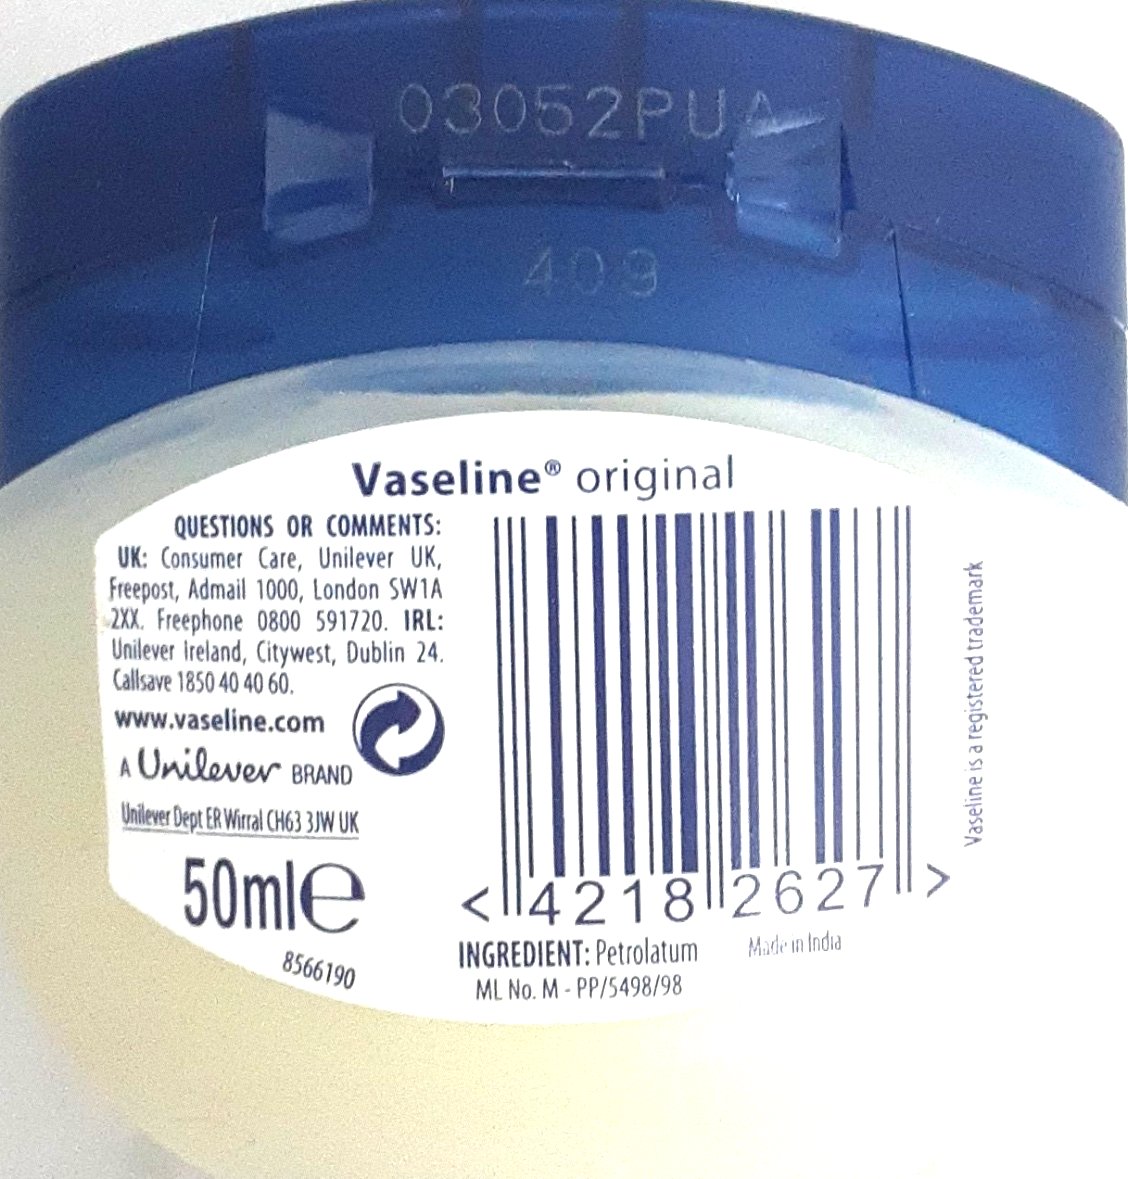 03052PUA
409
Vaseline® original
QUESTIONS OR COMMENTS:
UK: Consumer Care, Unilever UK,
Freepost, Admail 1000, London SW1A
2XX. Freephone 0800 591720. IRL:
Unilever Ireland, Citywest, Dublin 24.
Callsave 1850 40 40 60.
www.vaseline.com
A Unilever BRAND
Unilever Dept ER Wirral CH63 3JW UK
50ml℮
8566190
< 4218 2627 >
INGREDIENT: Petrolatum
Made in India
ML No. M - PP/5498/98
Vaseline is a registered trademark